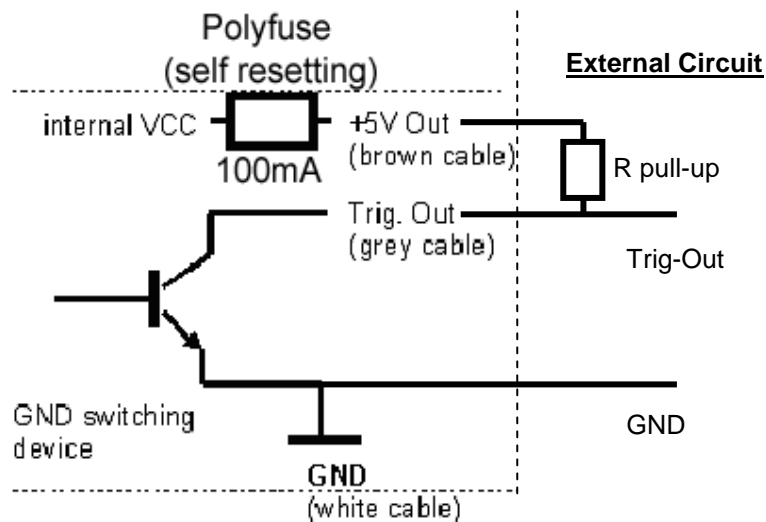 Polyfuse
(self resetting)
External Circuit
internal VCC
+5V Out
(brown cable)
100mA
R pull-up
Trig. Out
(grey cable)
Trig-Out
GND switching
device
GND
GND
(white cable)